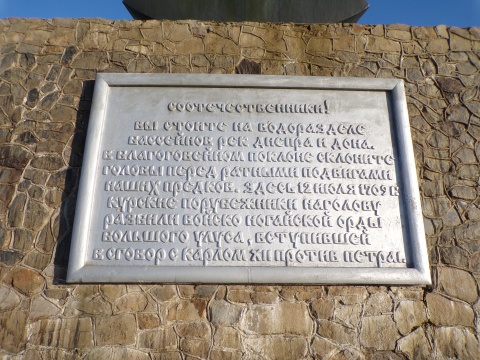 Соотечественники!
Вы стоите на водоразделе
бассейнов рек Днепра и Дона.
В благоговейном поклоне склоните
головы перед ратными подвигами
наших предков. Здесь 12 июля 1709 г.
курские порубежники наголову
разбили войско Ногайской орды
Большого улуса, вступившей
в сговор с Карлом XII против Петра I.